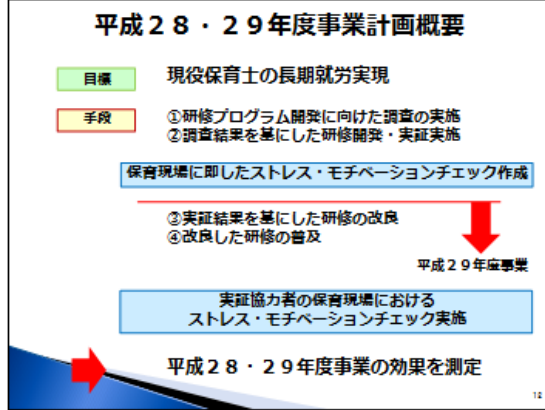 平成２８・２９年度事業計画概要
目標
現役保育士の長期就労実現
手段
①研修プログラム開発に向けた調査の実施
②調査結果を基にした研修開発・実証実施
保育現場に即したストレス・モチベーションチェック作成
③実証結果を基にした研修の改良
④改良した研修の普及
平成２９年度事業
実証協力者の保育現場における
ストレス・モチベーションチェック実施
平成２８・２９年度事業の効果を測定